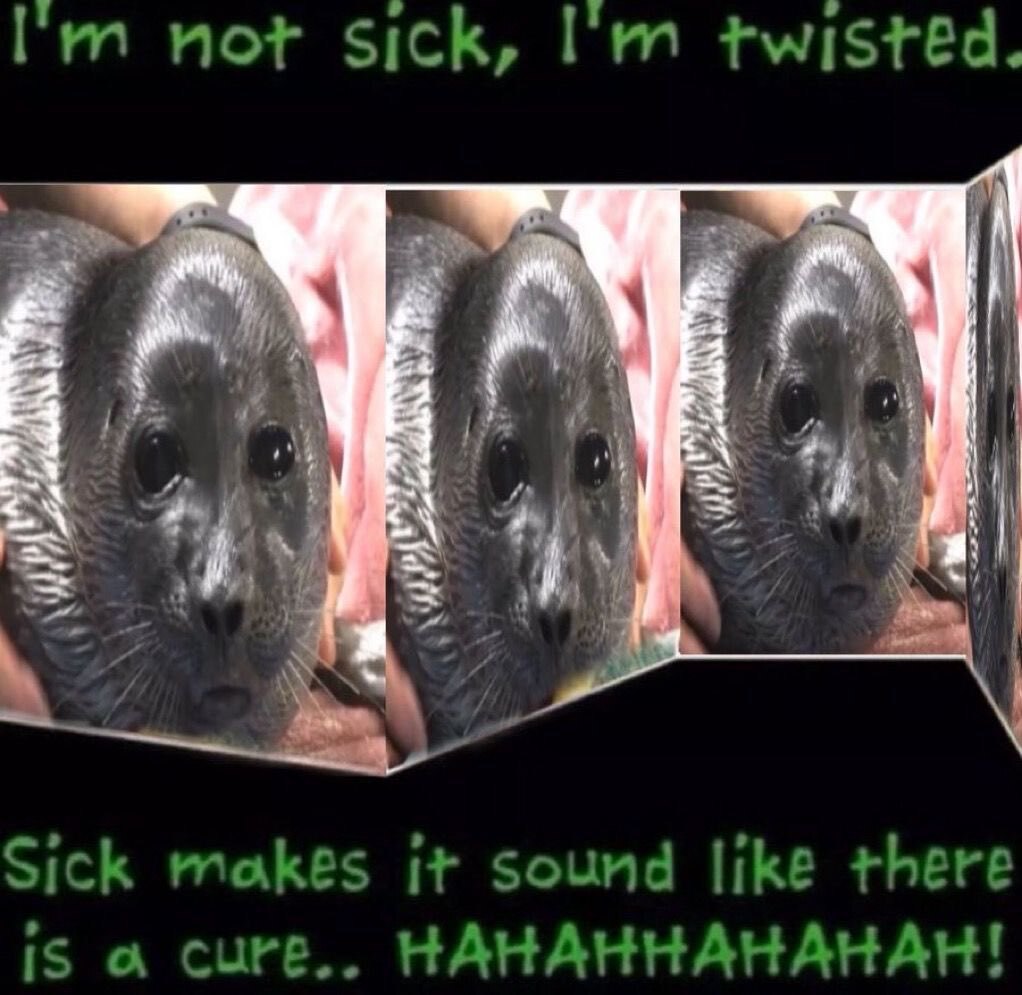 I'm not sick, I'm twisted.
Sick makes it sound like there
is a cure.. HAHAHHAHAHAH!